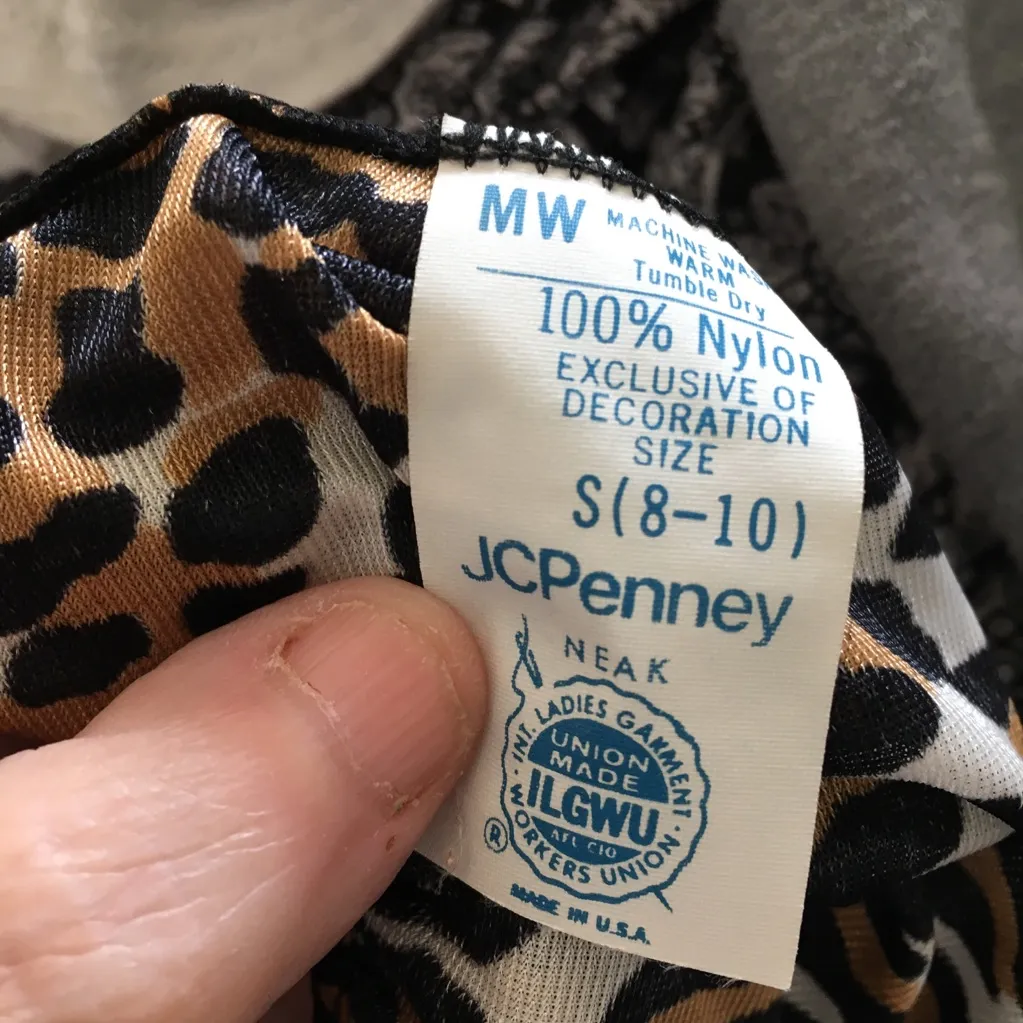 MW MACHINE WASH
WARM
Tumble Dry
100% Nylon
EXCLUSIVE OF
DECORATION
SIZE
S(8-10)
JCPenney
NEAK
INT. LADIES GARMENT
UNION
MADE
ILGWU
AFL CIO
WORKERS UNION
®
MADE IN U.S.A.